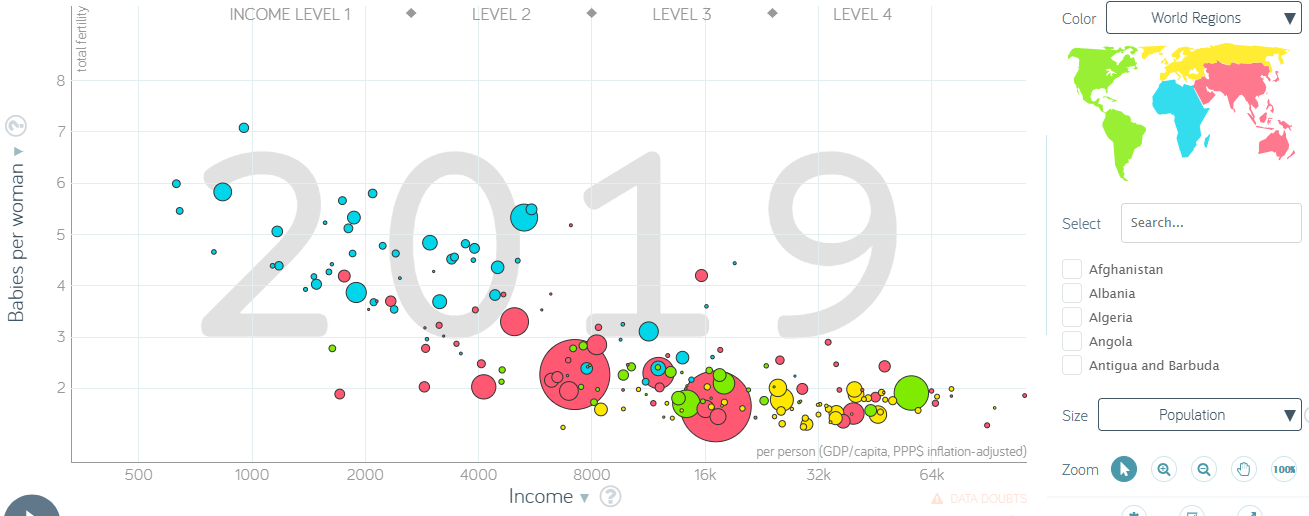 INCOME LEVEL 1 LEVEL 2 LEVEL 3 LEVEL 4
total fertility
Babies per woman ▼ ?
8
7
6
5
4
3
2
2019
per person (GDP/capita, PPP$ inflation-adjusted)
500 1000 2000 4000 8000 16k 32k 64k
Income ▼ ?
DATA DOUBTS
Color World Regions ▼
Select Search...
Afghanistan
Albania
Algeria
Angola
Antigua and Barbuda
Size Population ▼
Zoom 100%